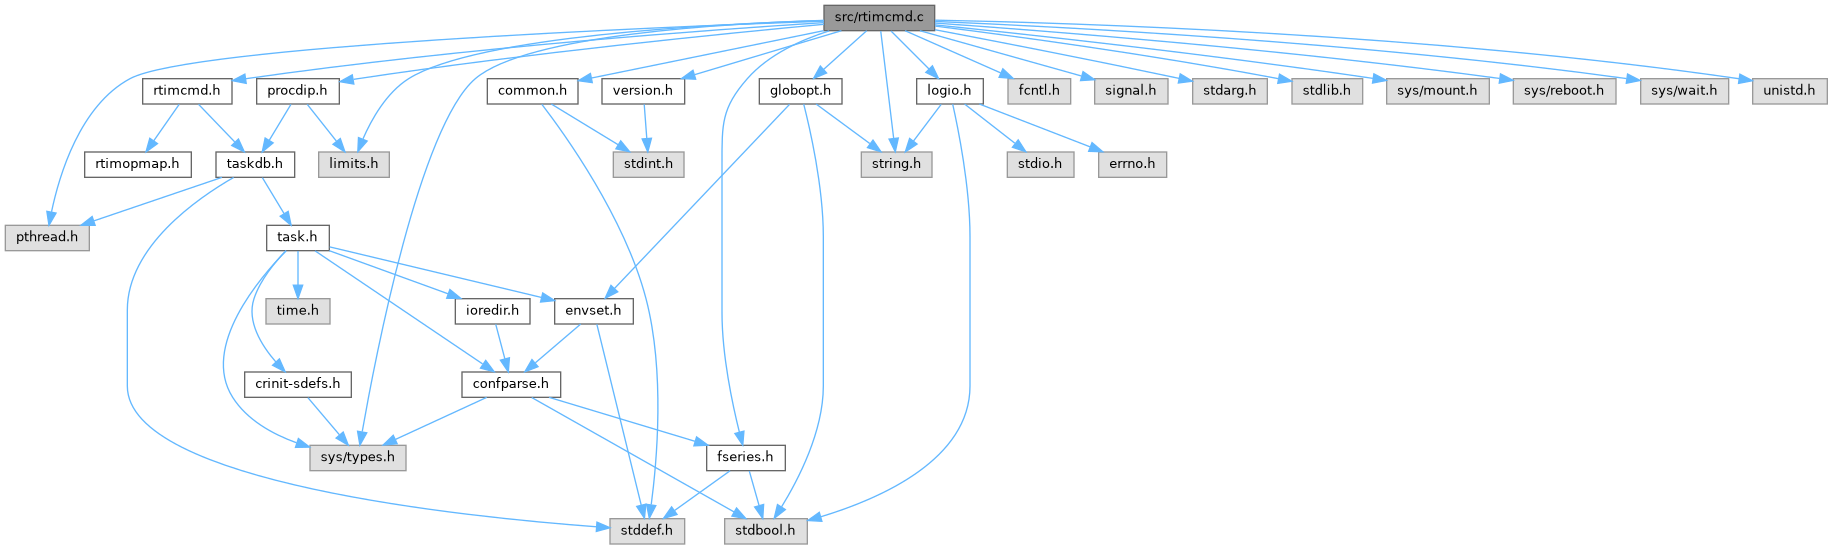 src/rtimcmd.c
rtimcmd.h
procdip.h
common.h
version.h
globopt.h
logio.h
fcntl.h
signal.h
stdarg.h
stdlib.h
sys/mount.h
sys/reboot.h
sys/wait.h
unistd.h
rtimopmap.h
taskdb.h
limits.h
stdint.h
string.h
stdio.h
errno.h
pthread.h
task.h
time.h
ioredir.h
envset.h
crinit-sdefs.h
confparse.h
sys/types.h
fseries.h
stddef.h
stdbool.h